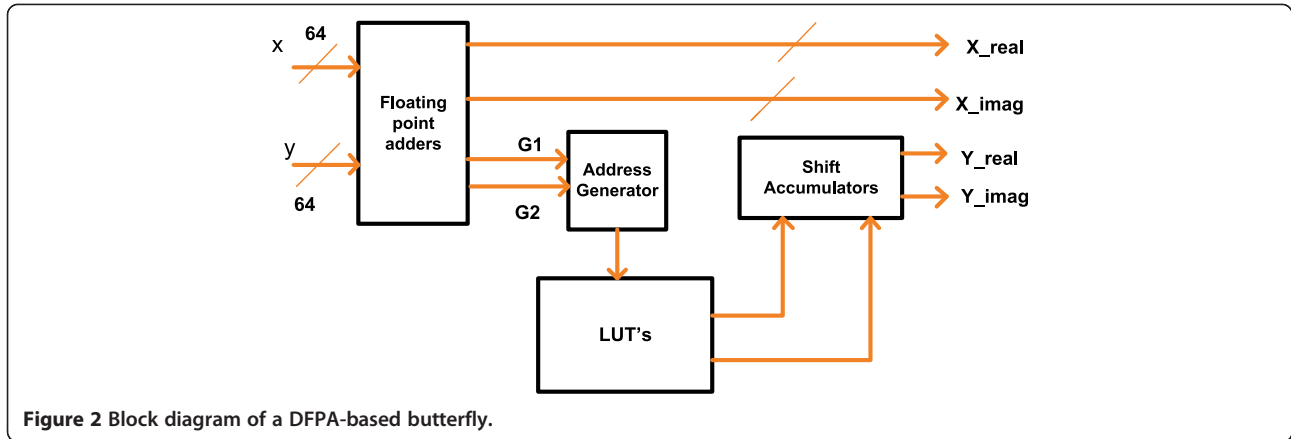 x
64
X_real
X_imag
Floating
point
adders
y
64
G1
G2
Address
Generator
Shift
Accumulators
Y_real
Y_imag
LUT's
Figure 2 Block diagram of a DFPA-based butterfly.